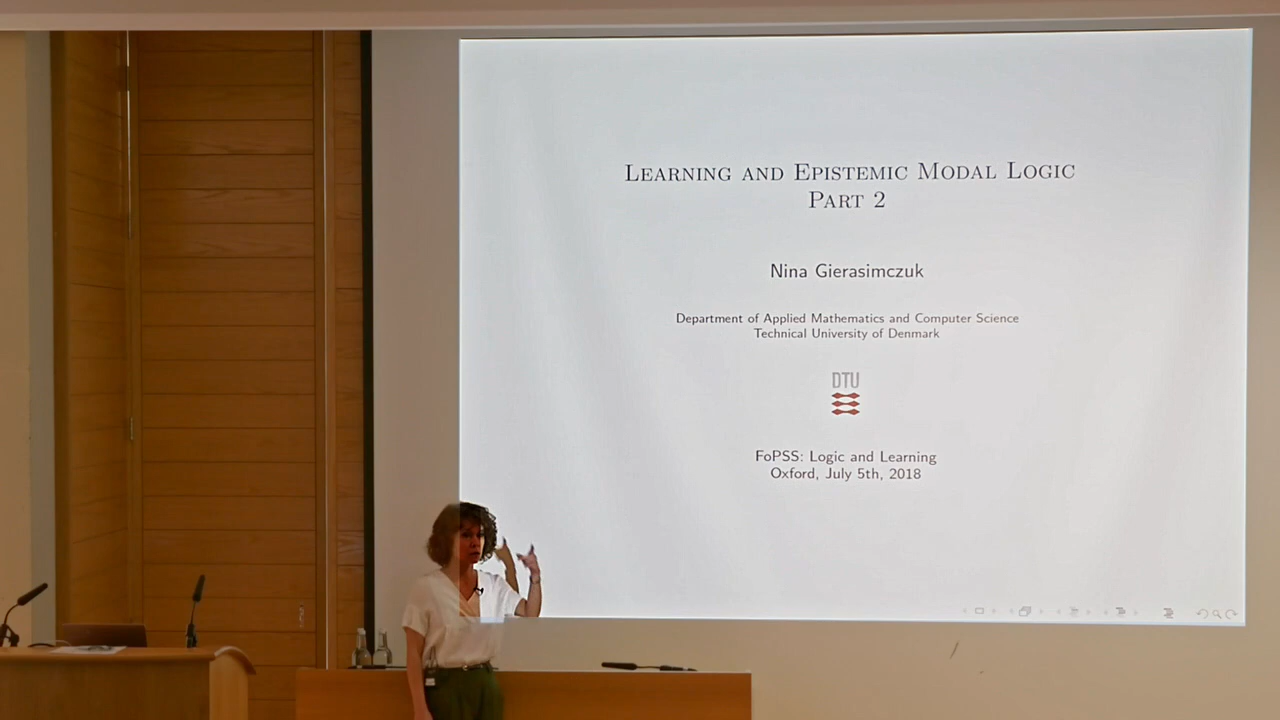 Learning and Epistemic Modal Logic
Part 2
Nina Gierasimczuk
Department of Applied Mathematics and Computer Science
Technical University of Denmark
DTU
FoPSS: Logic and Learning
Oxford, July 5th, 2018